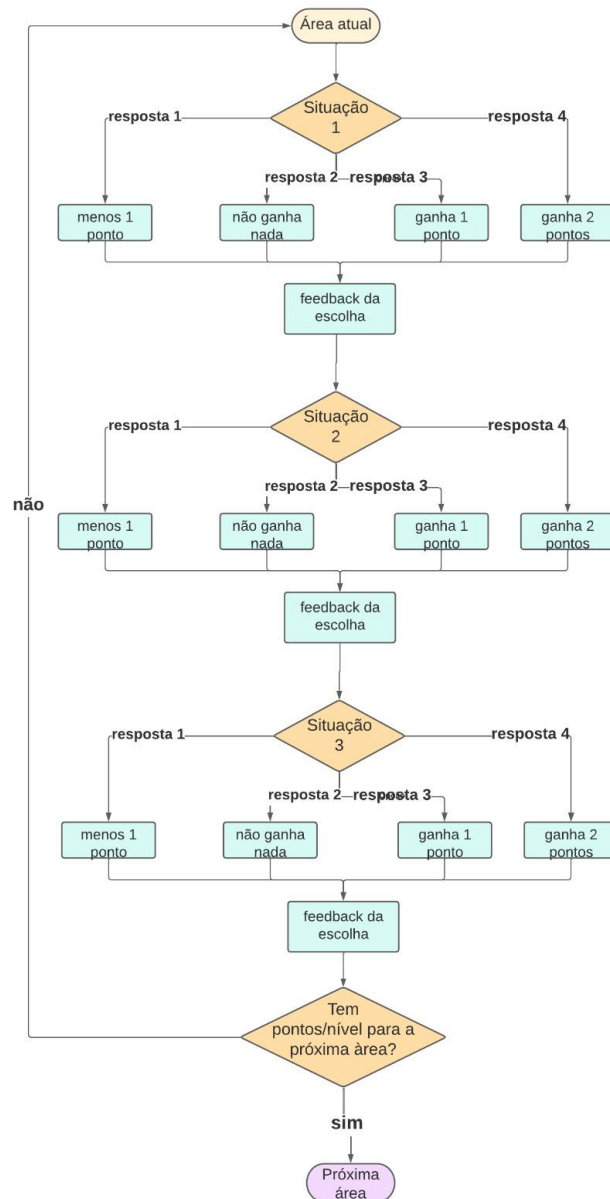 Área atual
Situação
1
resposta 1
resposta 4
resposta 2
resposta 3
menos 1
ponto
não ganha
nada
ganha 1
ponto
ganha 2
pontos
feedback da
escolha
Situação
2
resposta 1
resposta 4
resposta 2
resposta 3
não
menos 1
ponto
não ganha
nada
ganha 1
ponto
ganha 2
pontos
feedback da
escolha
Situação
3
resposta 1
resposta 4
resposta 2
resposta 3
menos 1
ponto
não ganha
nada
ganha 1
ponto
ganha 2
pontos
feedback da
escolha
Tem
pontos/nível para a
próxima àrea?
sim
Próxima
área